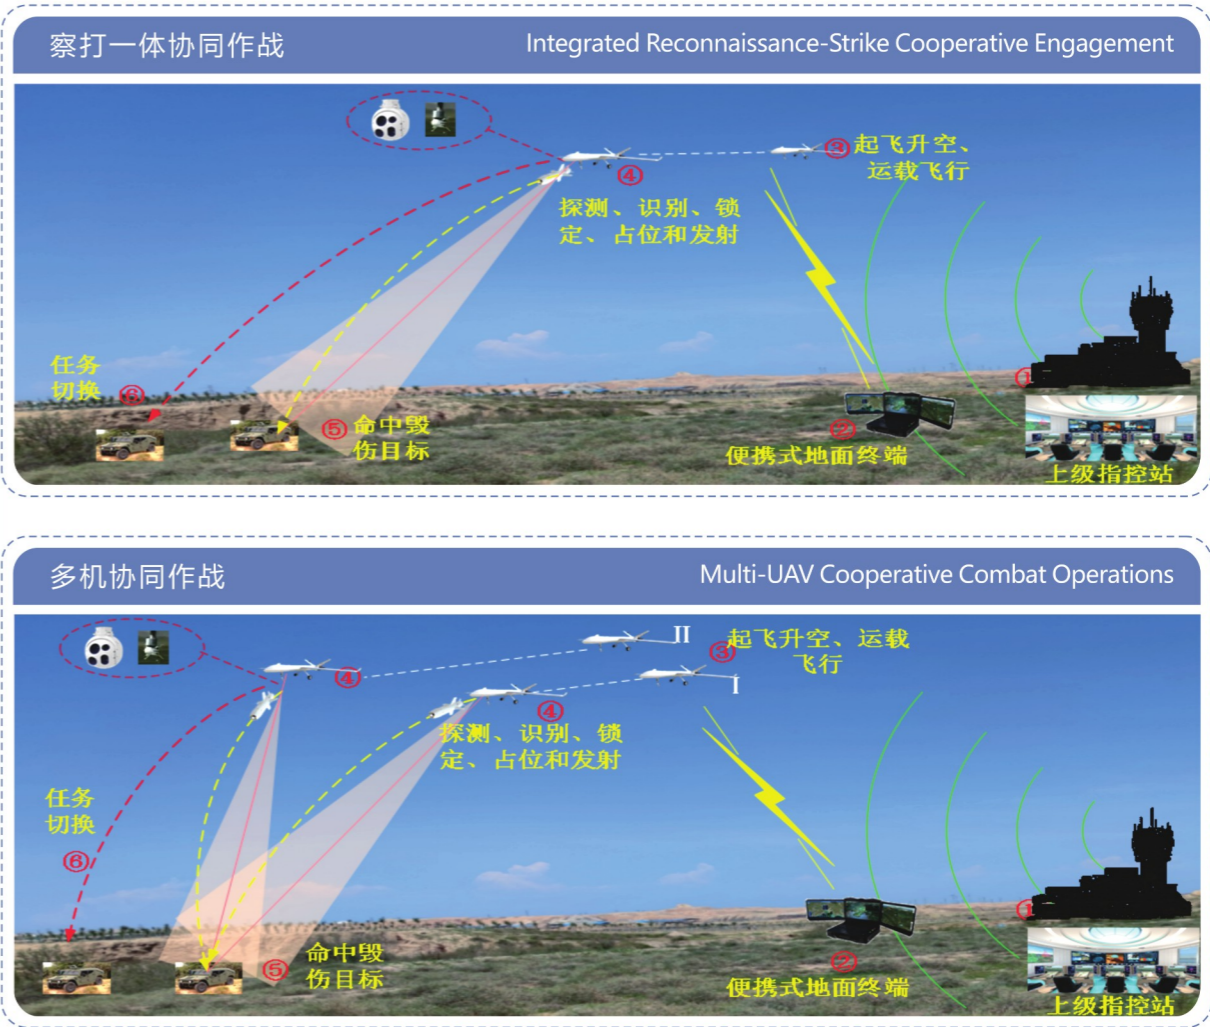 察打一体协同作战
Integrated Reconnaissance-Strike Cooperative Engagement
③
起飞升空、
运载飞行
④
探测、识别、锁
定、占位和发射
任务
切换
⑥
⑤
命中毁
伤目标
②
便携式地面终端
①
上级指控站
多机协同作战
Multi-UAV Cooperative Combat Operations
II
③
起飞升空、运载
飞行
I
④
④
探测、识别、锁
定、占位和发射
任务
切换
⑥
⑤
命中毁
伤目标
②
便携式地面终端
①
上级指控站